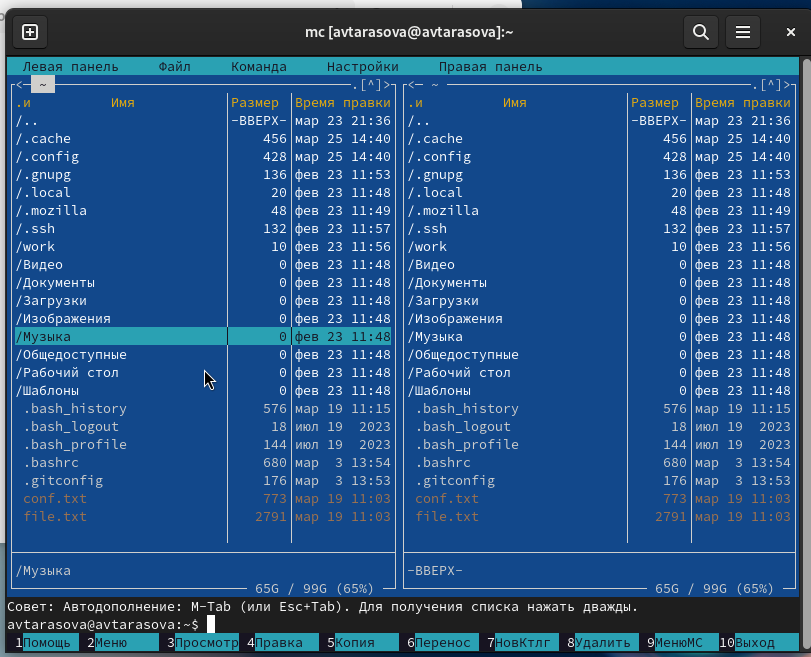 mc [avtarasova@avtarasova]:~
Левая панель Файл Команда Настройки Правая панель
<— ~ .[^]> <— ~ .[^]>
.и Имя Размер Время правки .и Имя Размер Время правки
/.. -ВВЕРХ- мар 23 21:36 /.. -ВВЕРХ- мар 23 21:36
/.cache 456 мар 25 14:40 /.cache 456 мар 25 14:40
/.config 428 мар 25 14:40 /.config 428 мар 25 14:40
/.gnupg 136 фев 23 11:53 /.gnupg 136 фев 23 11:53
/.local 20 фев 23 11:48 /.local 20 фев 23 11:48
/.mozilla 48 фев 23 11:49 /.mozilla 48 фев 23 11:49
/.ssh 132 фев 23 11:57 /.ssh 132 фев 23 11:57
/work 10 фев 23 11:56 /work 10 фев 23 11:56
/Видео 0 фев 23 11:48 /Видео 0 фев 23 11:48
/Документы 0 фев 23 11:48 /Документы 0 фев 23 11:48
/Загрузки 0 фев 23 11:48 /Загрузки 0 фев 23 11:48
/Изображения 0 фев 23 11:48 /Изображения 0 фев 23 11:48
/Музыка 0 фев 23 11:48 /Музыка 0 фев 23 11:48
/Общедоступные 0 фев 23 11:48 /Общедоступные 0 фев 23 11:48
/Рабочий стол 0 фев 23 11:48 /Рабочий стол 0 фев 23 11:48
/Шаблоны 0 фев 23 11:48 /Шаблоны 0 фев 23 11:48
.bash_history 576 мар 19 11:15 .bash_history 576 мар 19 11:15
.bash_logout 18 июл 19 2023 .bash_logout 18 июл 19 2023
.bash_profile 144 июл 19 2023 .bash_profile 144 июл 19 2023
.bashrc 680 мар 3 13:54 .bashrc 680 мар 3 13:54
.gitconfig 176 мар 3 13:53 .gitconfig 176 мар 3 13:53
conf.txt 773 мар 19 11:03 conf.txt 773 мар 19 11:03
file.txt 2791 мар 19 11:03 file.txt 2791 мар 19 11:03
/Музыка -ВВЕРХ-
65G / 99G (65%) 65G / 99G (65%)
Совет: Автодополнение: M-Tab (или Esc+Tab). Для получения списка нажать дважды.
avtarasova@avtarasova:~$
1Помощь 2Меню 3Просмотр 4Правка 5Копия 6Перенос 7НовКтлг 8Удалить 9МенюМС 10Выход